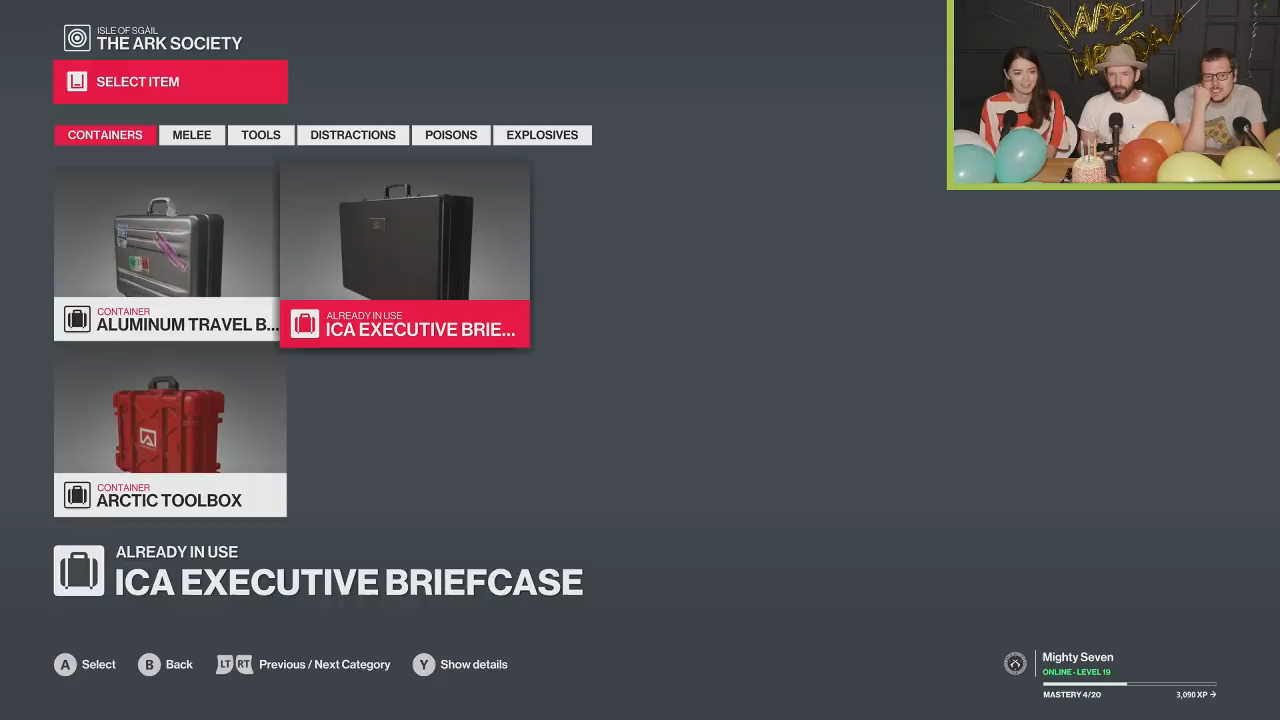 ISLE OF SGÀIL
THE ARK SOCIETY
SELECT ITEM
CONTAINERS
MELEE
TOOLS
DISTRACTIONS
POISONS
EXPLOSIVES
CONTAINER
ALUMINUM TRAVEL B...
ALREADY IN USE
ICA EXECUTIVE BRIE...
CONTAINER
ARCTIC TOOLBOX
ALREADY IN USE
ICA EXECUTIVE BRIEFCASE
A Select
B Back
LT RT Previous / Next Category
Y Show details
Mighty Seven
ONLINE - LEVEL 19
MASTERY 4/20
3,090 XP →
HAPPY